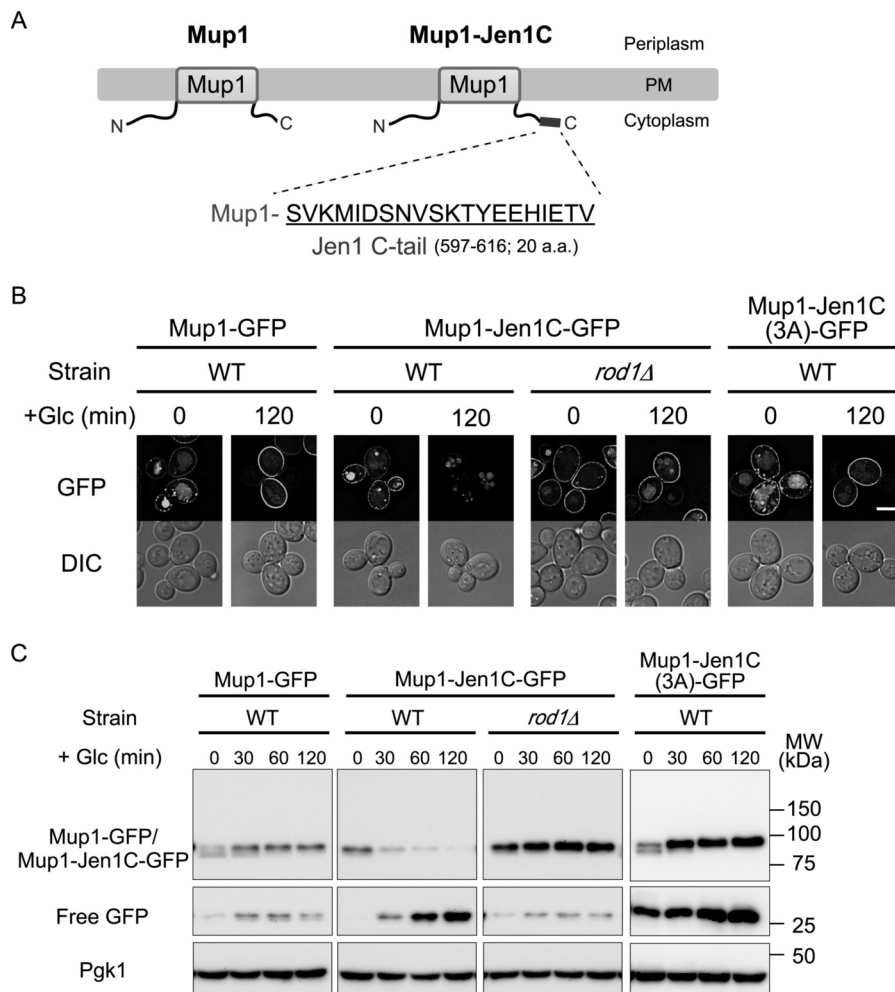 A
Mup1 Mup1-Jen1C Periplasm
Mup1 Mup1 PM
N C N C Cytoplasm
Mup1- SVKMIDSNVSKTYEEHIETV
Jen1 C-tail (597-616; 20 a.a.)
B
Mup1-GFP Mup1-Jen1C-GFP Mup1-Jen1C
(3A)-GFP
Strain WT WT rod1Δ WT
+Glc (min) 0 120 0 120 0 120 0 120
GFP
DIC
C
Mup1-GFP Mup1-Jen1C-GFP Mup1-Jen1C
(3A)-GFP
Strain WT WT rod1Δ WT
+ Glc (min) 0 30 60 120 0 30 60 120 0 30 60 120 0 30 60 120 MW
(kDa)
150
Mup1-GFP/ 100
Mup1-Jen1C-GFP 75
Free GFP 25
50
Pgk1